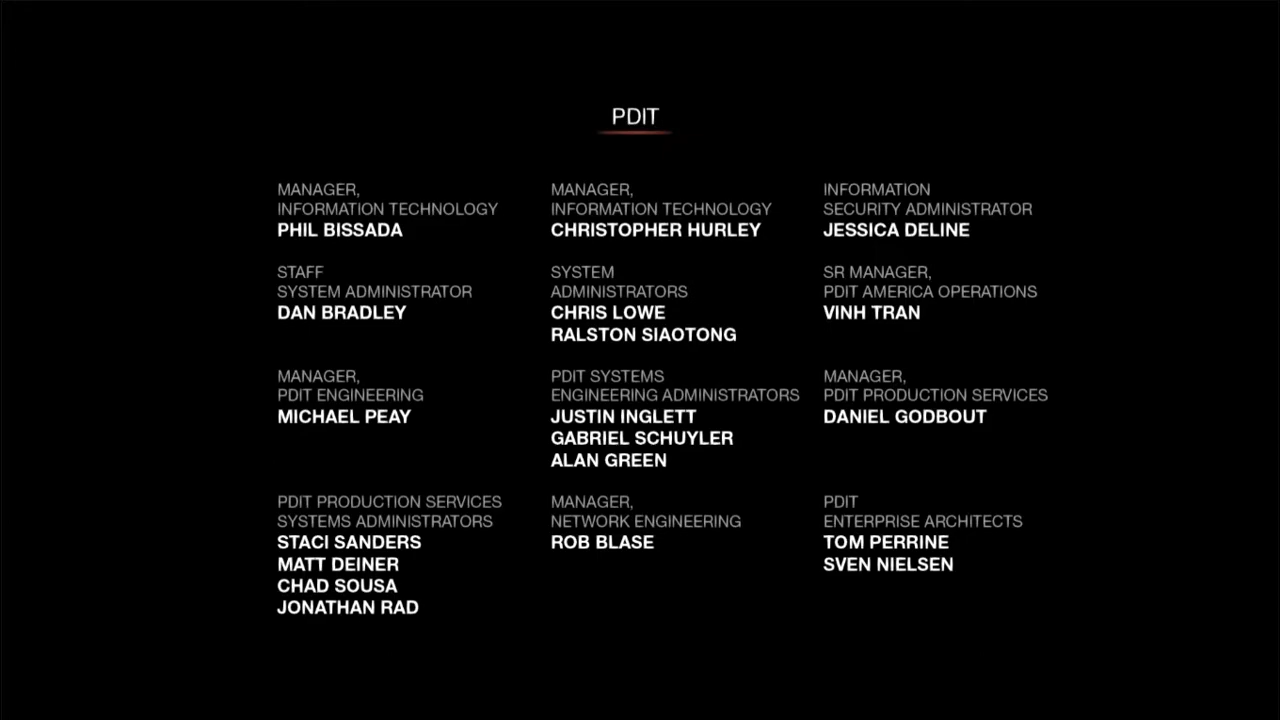 PDIT
MANAGER,
INFORMATION TECHNOLOGY
PHIL BISSADA
MANAGER,
INFORMATION TECHNOLOGY
CHRISTOPHER HURLEY
INFORMATION
SECURITY ADMINISTRATOR
JESSICA DELINE
STAFF
SYSTEM ADMINISTRATOR
DAN BRADLEY
SYSTEM
ADMINISTRATORS
CHRIS LOWE
RALSTON SIAOTONG
SR MANAGER,
PDIT AMERICA OPERATIONS
VINH TRAN
MANAGER,
PDIT ENGINEERING
MICHAEL PEAY
PDIT SYSTEMS
ENGINEERING ADMINISTRATORS
JUSTIN INGLETT
GABRIEL SCHUYLER
ALAN GREEN
MANAGER,
PDIT PRODUCTION SERVICES
DANIEL GODBOUT
PDIT PRODUCTION SERVICES
SYSTEMS ADMINISTRATORS
STACI SANDERS
MATT DEINER
CHAD SOUSA
JONATHAN RAD
MANAGER,
NETWORK ENGINEERING
ROB BLASE
PDIT
ENTERPRISE ARCHITECTS
TOM PERRINE
SVEN NIELSEN